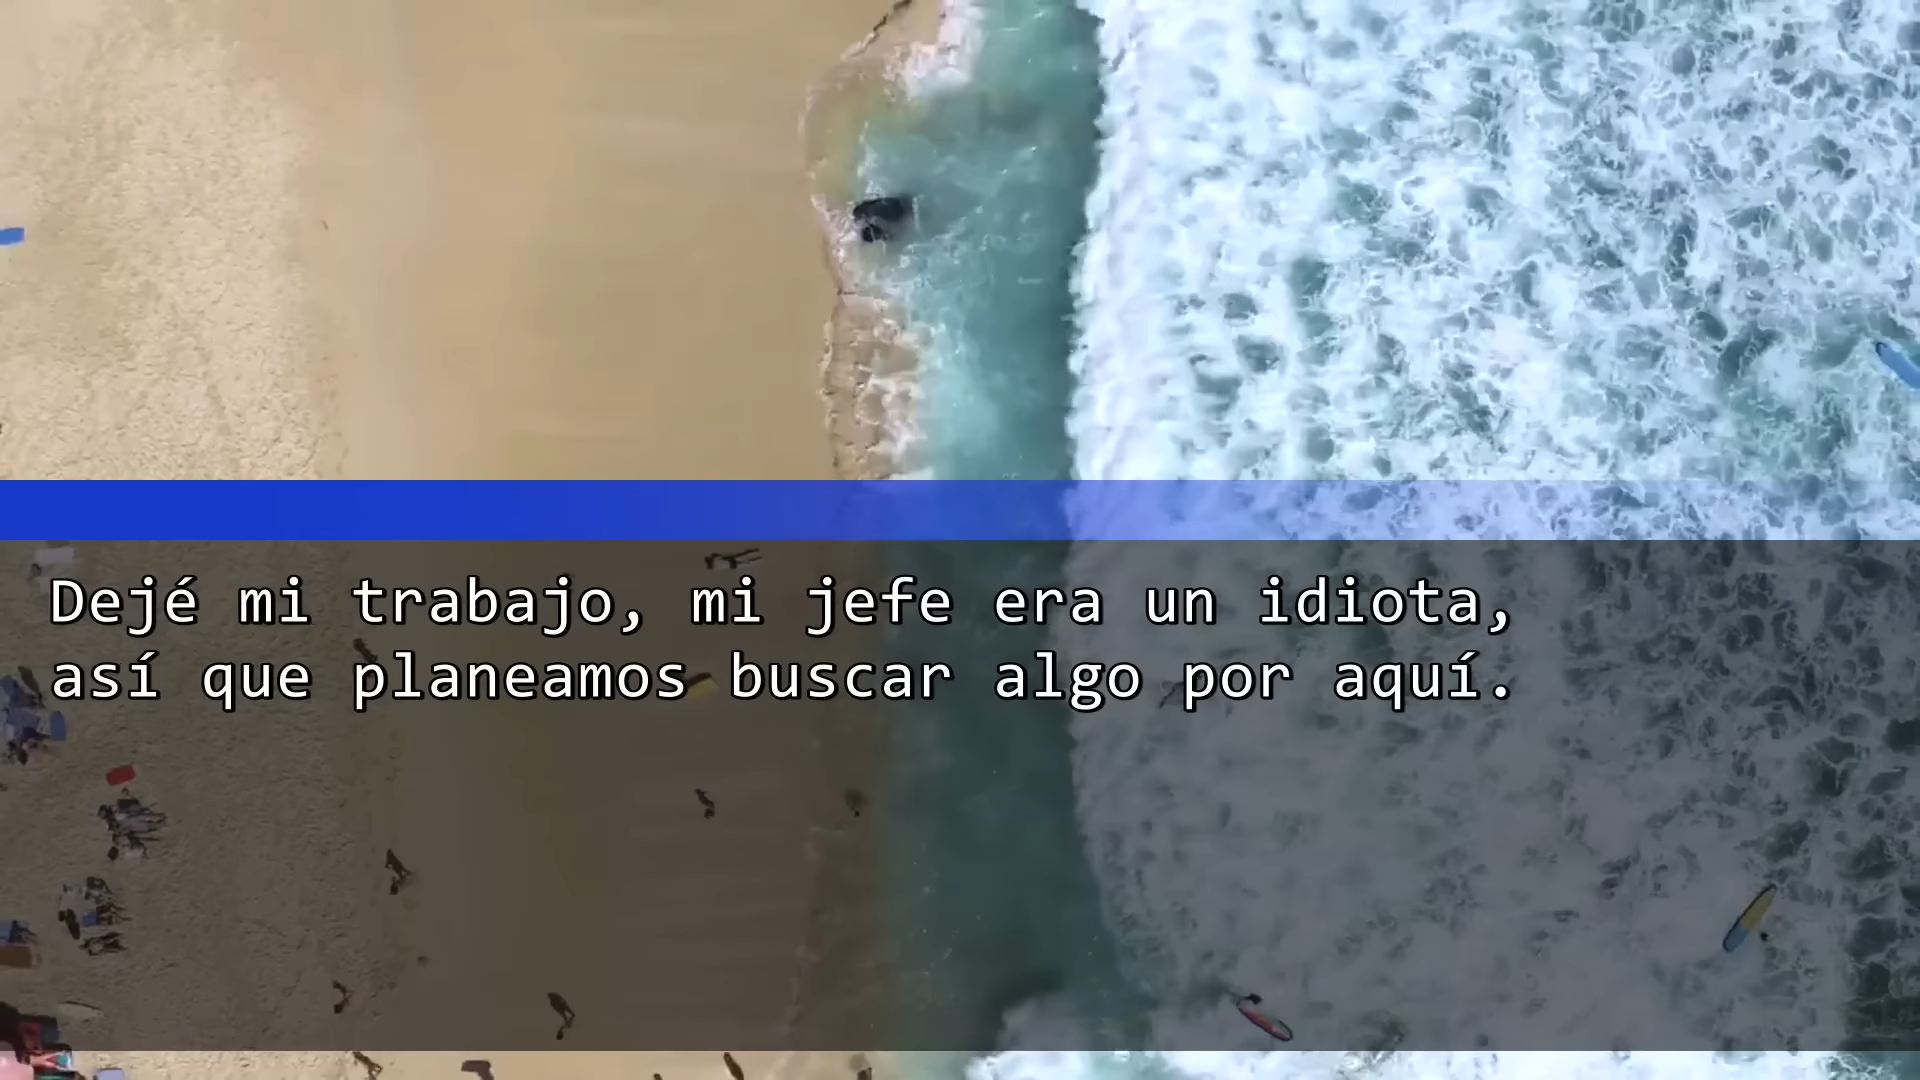 Dejé mi trabajo, mi jefe era un idiota,
así que planeamos buscar algo por aquí.